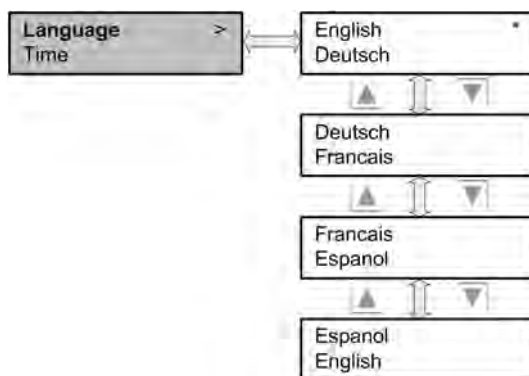 Language >
Time
English *
Deutsch
Deutsch
Francais
Francais
Espanol
Espanol
English